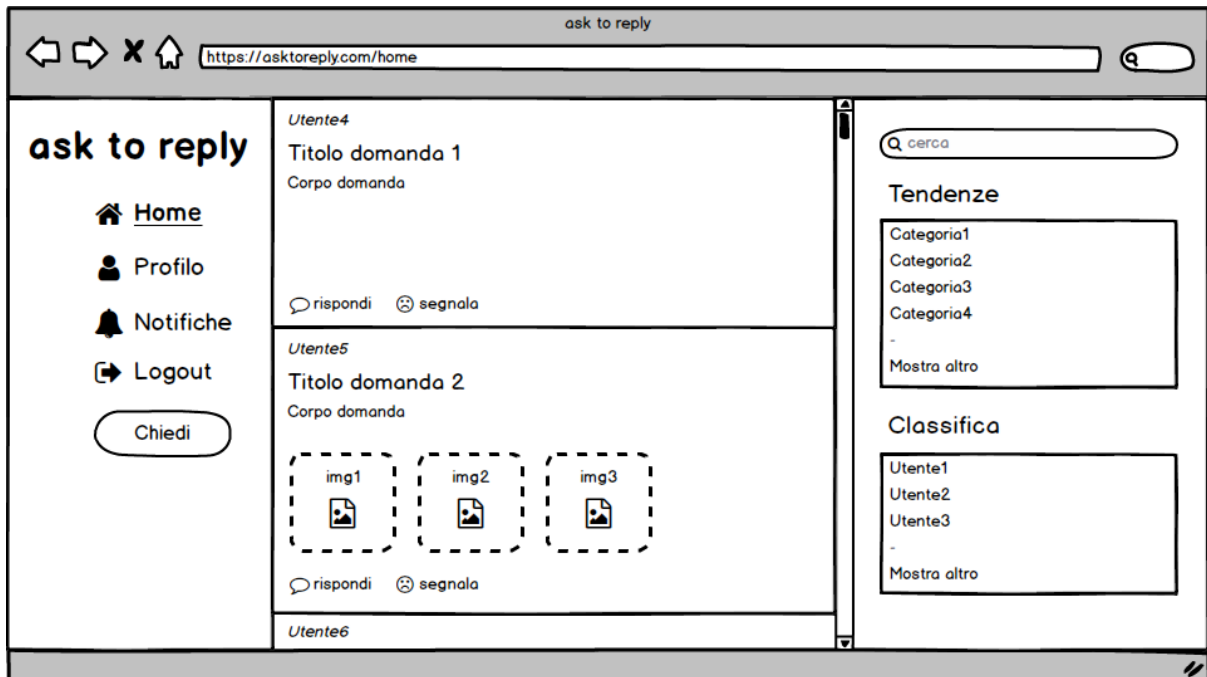 ask to reply
https://asktoreply.com/home
ask to reply
Home
Profilo
Notifiche
Logout
Chiedi
Utente4
Titolo domanda 1
Corpo domanda
rispondi segnala
Utente5
Titolo domanda 2
Corpo domanda
img1 img2 img3
rispondi segnala
Utente6
cerca
Tendenze
Categoria1
Categoria2
Categoria3
Categoria4
-
Mostra altro
Classifica
Utente1
Utente2
Utente3
-
Mostra altro